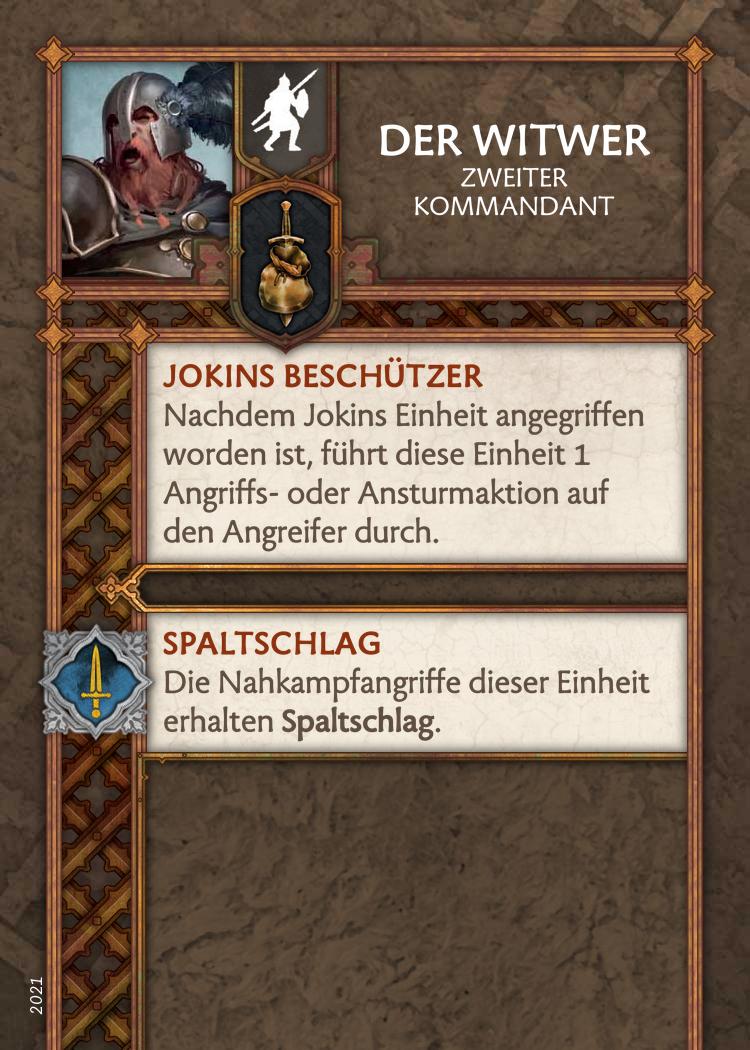 DER WITWER
ZWEITER
KOMMANDANT
JOKINS BESCHÜTZER
Nachdem Jokins Einheit angegriffen
worden ist, führt diese Einheit 1
Angriffs- oder Ansturmaktion auf
den Angreifer durch.
SPALTSCHLAG
Die Nahkampfangriffe dieser Einheit
erhalten Spaltschlag.
2021